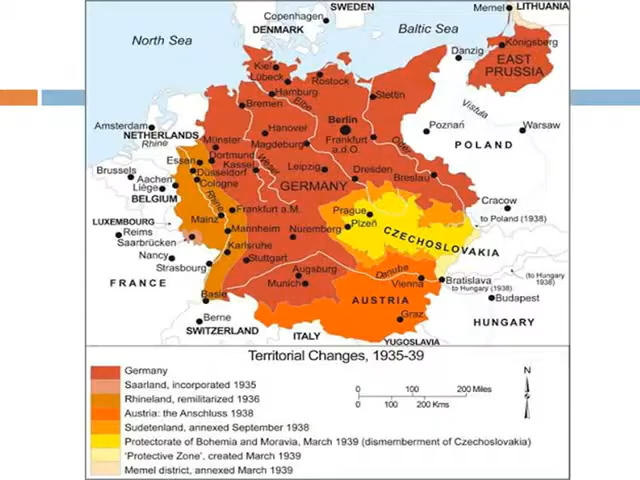 SWEDEN
Copenhagen
DENMARK
North Sea
Baltic Sea
Memel
LITHUANIA
Königsberg
EAST
PRUSSIA
Danzig
Kiel
Lübeck
Rostock
Hamburg
Stettin
Bremen
Elbe
Vistula
Amsterdam
NETHERLANDS
Rhine
Hanover
Berlin
Poznań
Warsaw
Münster
Magdeburg
Frankfurt
a.d.O.
Oder
POLAND
Essen
Dortmund
Kassel
Weser
Leipzig
Dresden
Breslau
Brussels
Aachen
Düsseldorf
Cologne
GERMANY
Liège
BELGIUM
Rhine
Cracow
to Poland (1938)
Mainz
Frankfurt a.M.
Prague
Plzeň
LUXEMBOURG
Reims
Saarbrücken
Mannheim
Nuremberg
CZECHOSLOVAKIA
Nancy
Karlsruhe
Strasbourg
Stuttgart
FRANCE
Augsburg
Munich
Danube
Vienna
Bratislava
to Hungary (1938)
(to Hungary
1938)
Basle
AUSTRIA
Budapest
Berne
SWITZERLAND
Graz
HUNGARY
ITALY
YUGOSLAVIA
Territorial Changes, 1935-39
Germany
Saarland, incorporated 1935
Rhineland, remilitarized 1936
Austria: the Anschluss 1938
Sudetenland, annexed September 1938
Protectorate of Bohemia and Moravia, March 1939 (dismemberment of Czechoslovakia)
'Protective Zone', created March 1939
Memel district, annexed March 1939
0 100 200 Miles
0 100 200 Kms
N
S